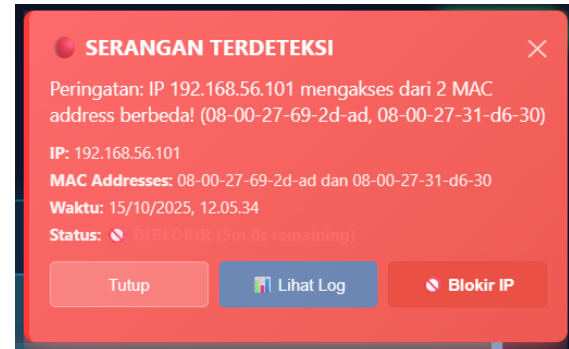 SERANGAN TERDETEKSI
Peringatan: IP 192.168.56.101 mengakses dari 2 MAC
address berbeda! (08-00-27-69-2d-ad, 08-00-27-31-d6-30)
IP: 192.168.56.101
MAC Addresses: 08-00-27-69-2d-ad dan 08-00-27-31-d6-30
Waktu: 15/10/2025, 12.05.34
Status: DIBLOKIR (5m 0s remaining)
Tutup
Lihat Log
Blokir IP